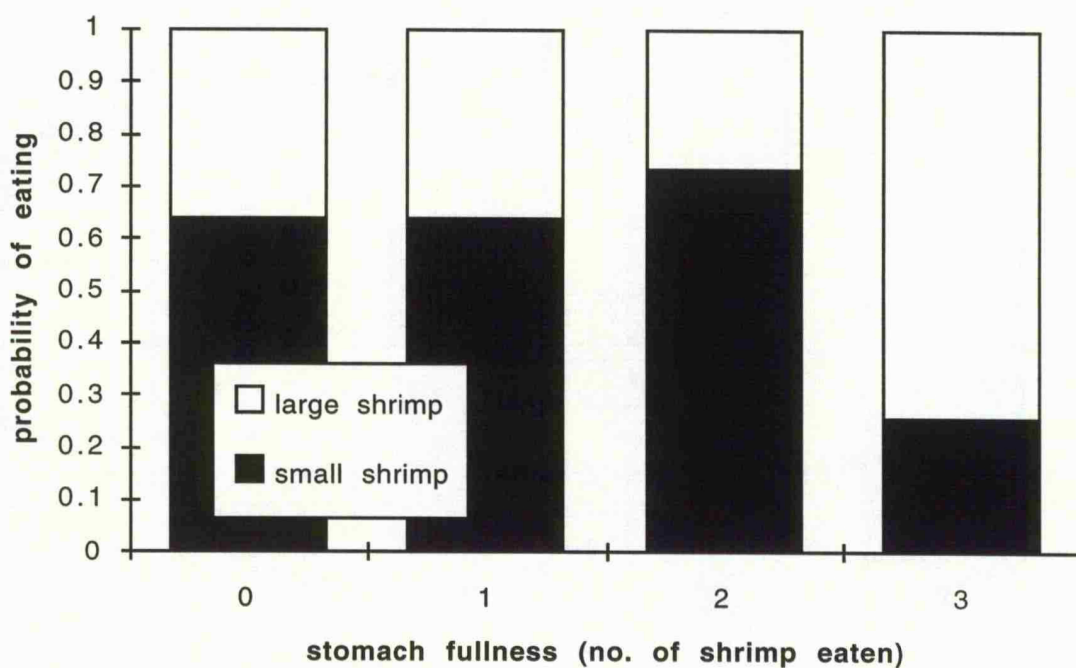 probability of eating
1
0.9
0.8
0.7
0.6
0.5
0.4
0.3
0.2
0.1
0
large shrimp
small shrimp
0 1 2 3
stomach fullness (no. of shrimp eaten)